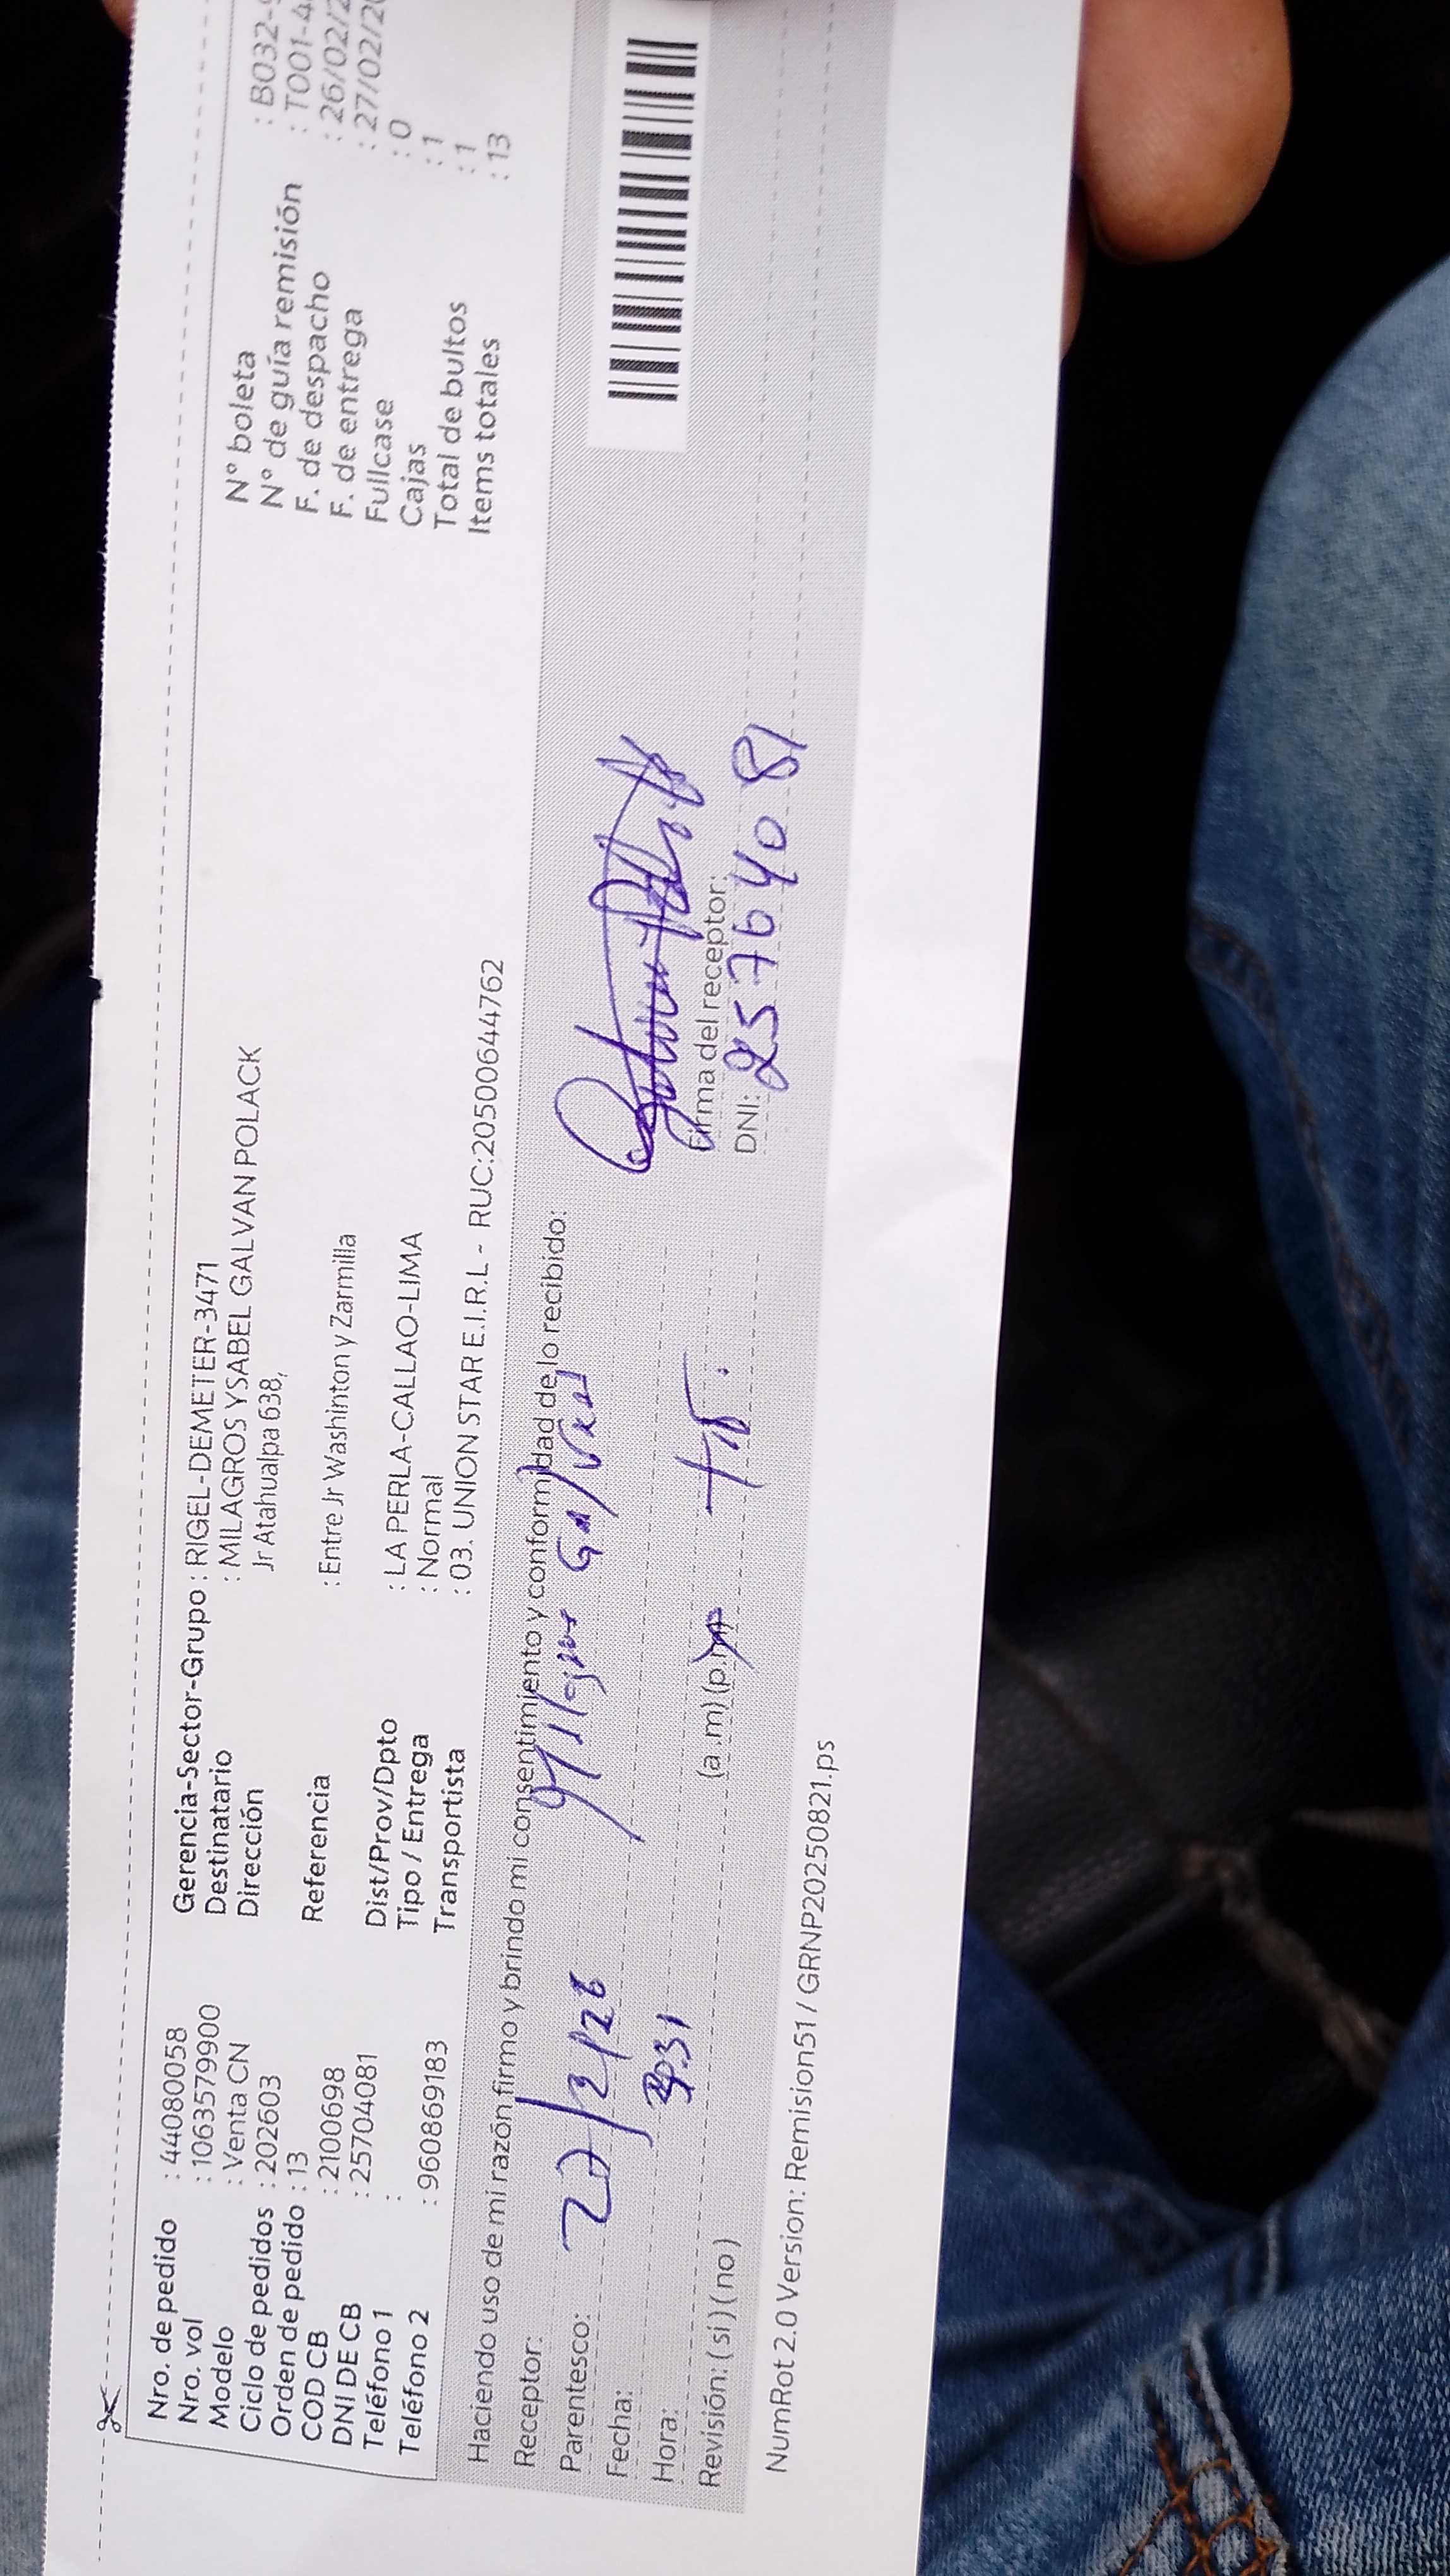 Nro. de pedido : 44080058
Nro. vol : 1063579900
Modelo : Venta CN
Ciclo de pedidos : 202603
Orden de pedido : 13
COD CB : 2100698
DNI DE CB : 25704081
Teléfono 1 :
Teléfono 2 : 960869183
Gerencia-Sector-Grupo : RIGEL-DEMETER-3471
Destinatario : MILAGROS YSABEL GALVAN POLACK
Dirección Jr Atahualpa 638,
Referencia : Entre Jr Washinton y Zarmilla
Dist/Prov/Dpto : LA PERLA-CALLAO-LIMA
Tipo / Entrega : Normal
Transportista : 03. UNION STAR E.I.R.L - RUC:20500644762
N° boleta : B032-
N° de guía remisión : T001-4
F. de despacho : 26/02/2
F. de entrega : 27/02/20
Fullcase : 0
Cajas : 1
Total de bultos : 1
Items totales : 13
Haciendo uso de mi razón firmo y brindo mi consentimiento y conformidad de lo recibido:
Receptor: Milagros Galvan
Parentesco:
Fecha: 27/2/26
Hora: (a.m) (p.m)
Revisión: ( si ) ( no )
Firma del receptor:
DNI: 25764081
NumRot 2.0 Version: Remision51 / GRNP20250821.ps